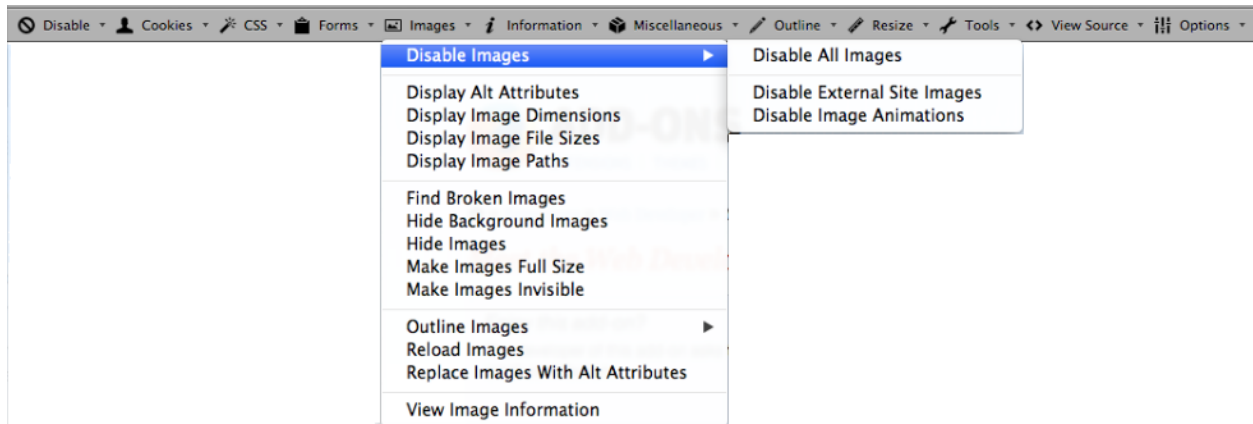 Disable Cookies CSS Forms Images Information Miscellaneous Outline Resize Tools View Source Options
Disable Images
Display Alt Attributes
Display Image Dimensions
Display Image File Sizes
Display Image Paths
Find Broken Images
Hide Background Images
Hide Images
Make Images Full Size
Make Images Invisible
Outline Images
Reload Images
Replace Images With Alt Attributes
View Image Information
Disable All Images
Disable External Site Images
Disable Image Animations